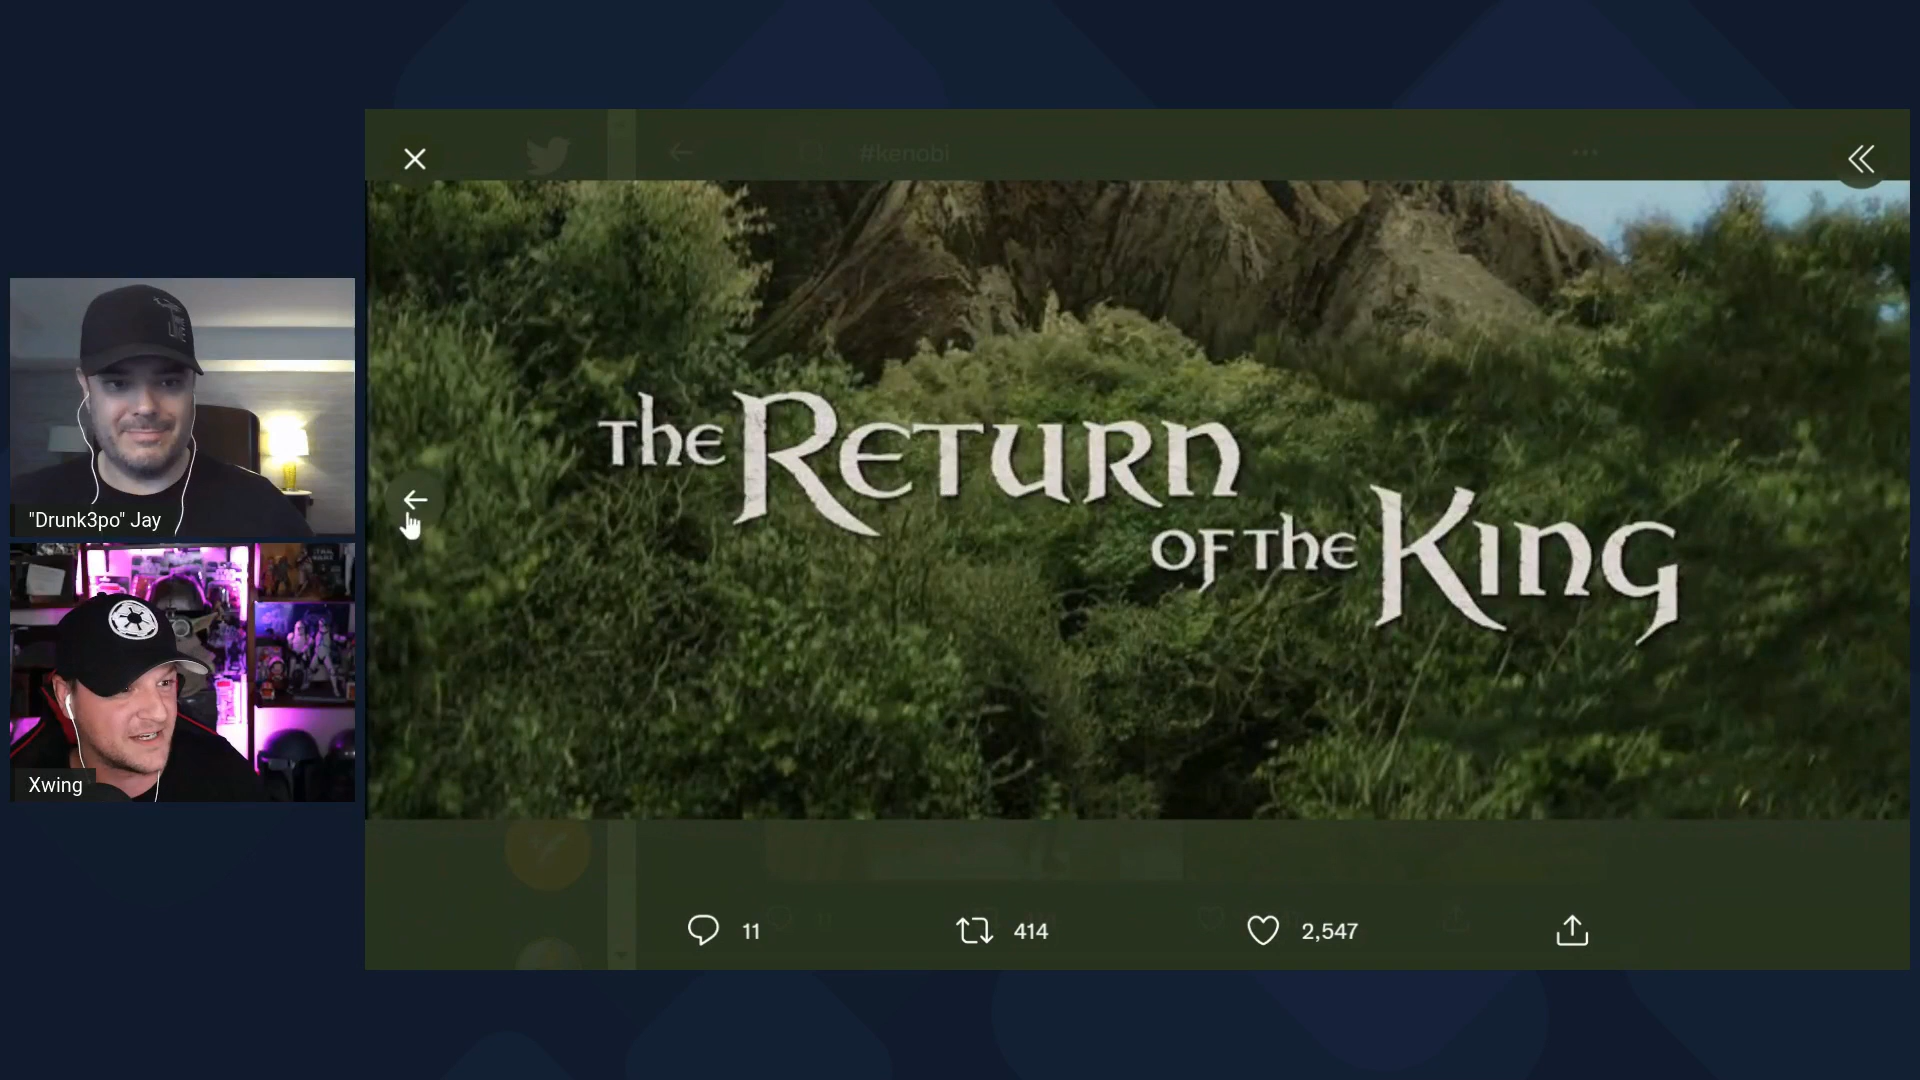 #kenobi
The Return
of the King
"Drunk3po" Jay
Xwing
11
414
2,547